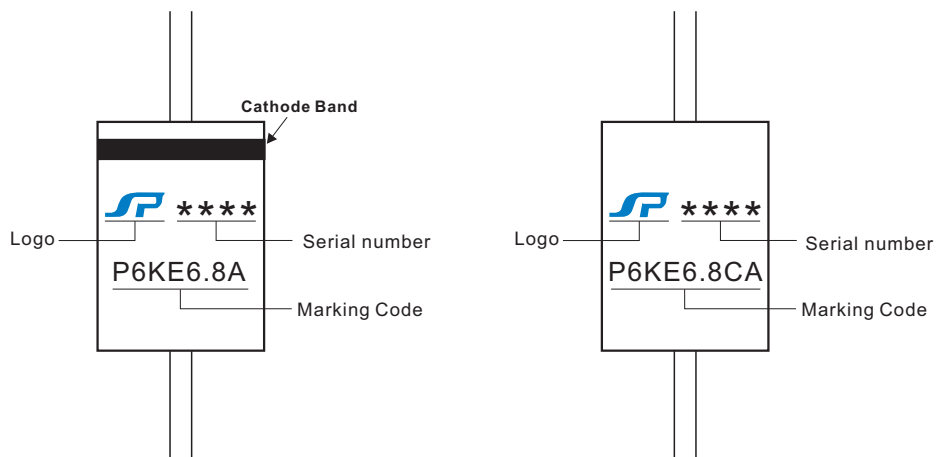 Cathode Band
SP ****
Logo
Serial number
P6KE6.8A
Marking Code
SP ****
Logo
Serial number
P6KE6.8CA
Marking Code